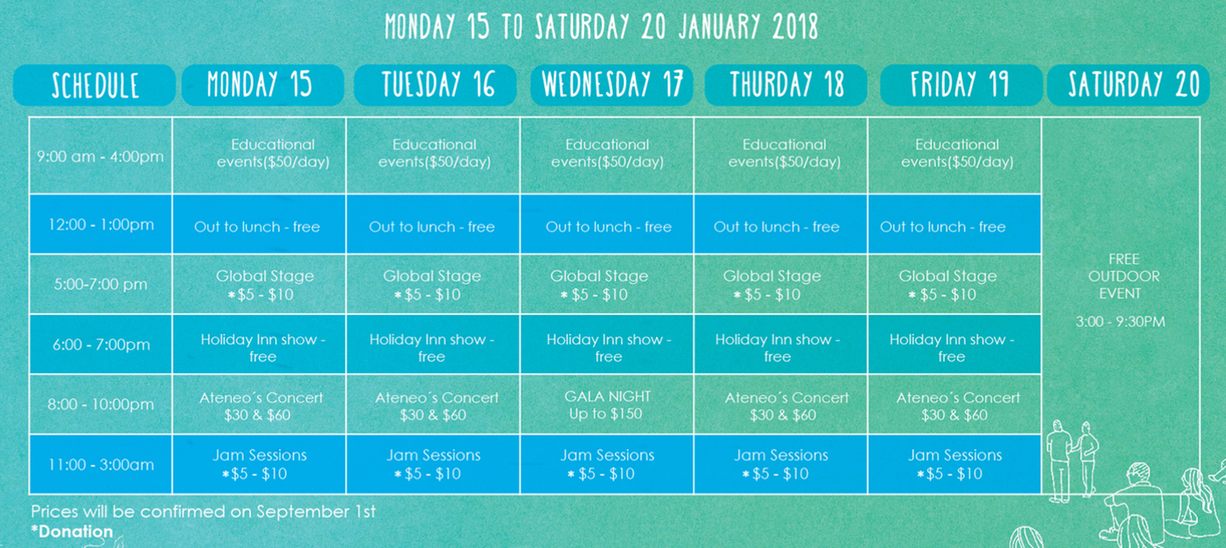 MONDAY 15 TO SATURDAY 20 JANUARY 2018
SCHEDULE MONDAY 15 TUESDAY 16 WEDNESDAY 17 THURDAY 18 FRIDAY 19 SATURDAY 20
9:00 am - 4:00pm
Educational Educational Educational Educational Educational
events($50/day) events($50/day) events($50/day) events($50/day) events($50/day)
12:00 - 1:00pm Out to lunch - free Out to lunch - free Out to lunch - free Out to lunch - free Out to lunch - free
5:00-7:00 pm
Global Stage Global Stage Global Stage Global Stage Global Stage
*$5 - $10 *$5 - $10 *$5 - $10 *$5 - $10 *$5 - $10
6:00 - 7:00pm
Holiday Inn show - Holiday Inn show - Holiday Inn show - Holiday Inn show - Holiday Inn show -
free free free free free
8:00 - 10:00pm
Ateneo´s Concert Ateneo´s Concert GALA NIGHT Ateneo´s Concert Ateneo´s Concert
$30 & $60 $30 & $60 Up to $150 $30 & $60 $30 & $60
11:00 - 3:00am
Jam Sessions Jam Sessions Jam Sessions Jam Sessions Jam Sessions
*$5 - $10 *$5 - $10 *$5 - $10 *$5 - $10 *$5 - $10
FREE
OUTDOOR
EVENT
3:00 - 9:30PM
Prices will be confirmed on September 1st
*Donation